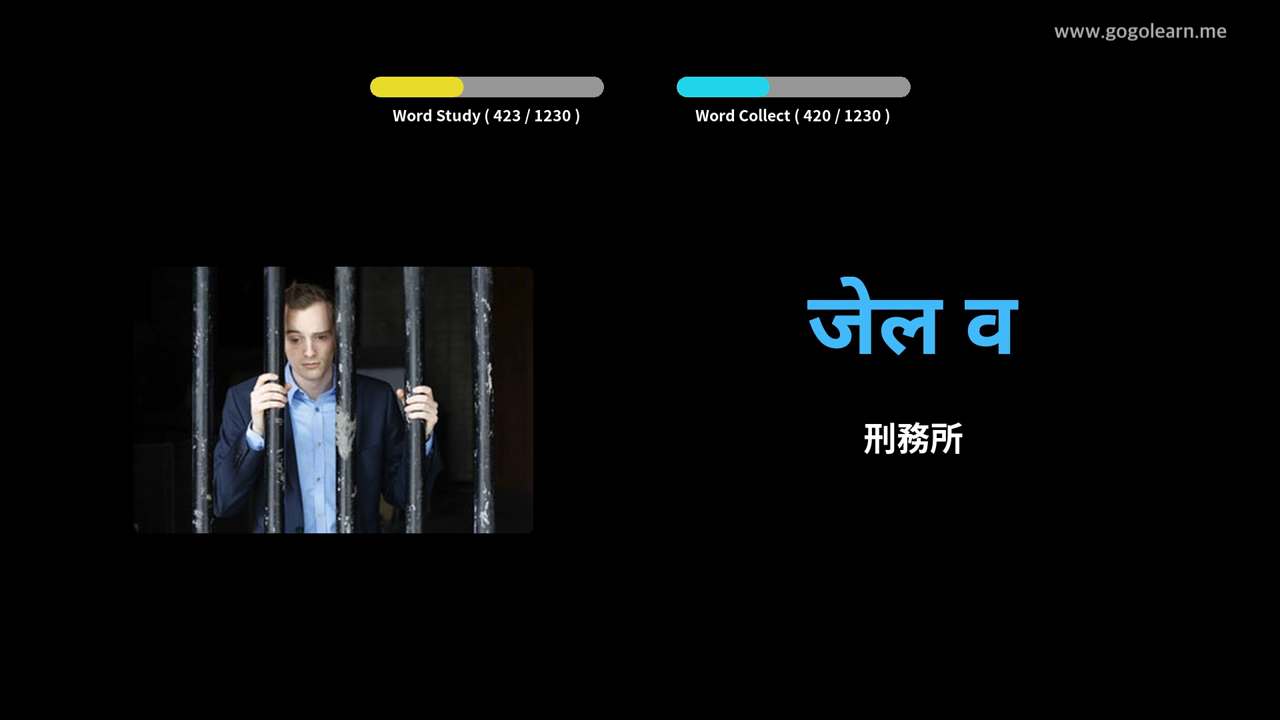 www.gogolearn.me
Word Study ( 423 / 1230 )
Word Collect ( 420 / 1230 )
जेल व
刑務所